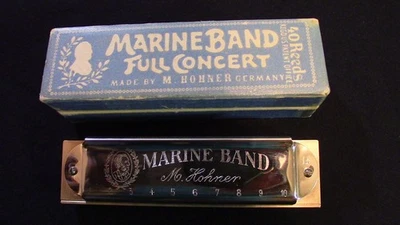 MARINE BAND
FULL CONCERT
MADE BY M. HOHNER GERMANY
40 Reeds
MARINE BAND
M. Hohner
3 4 5 6 7 8 9 10